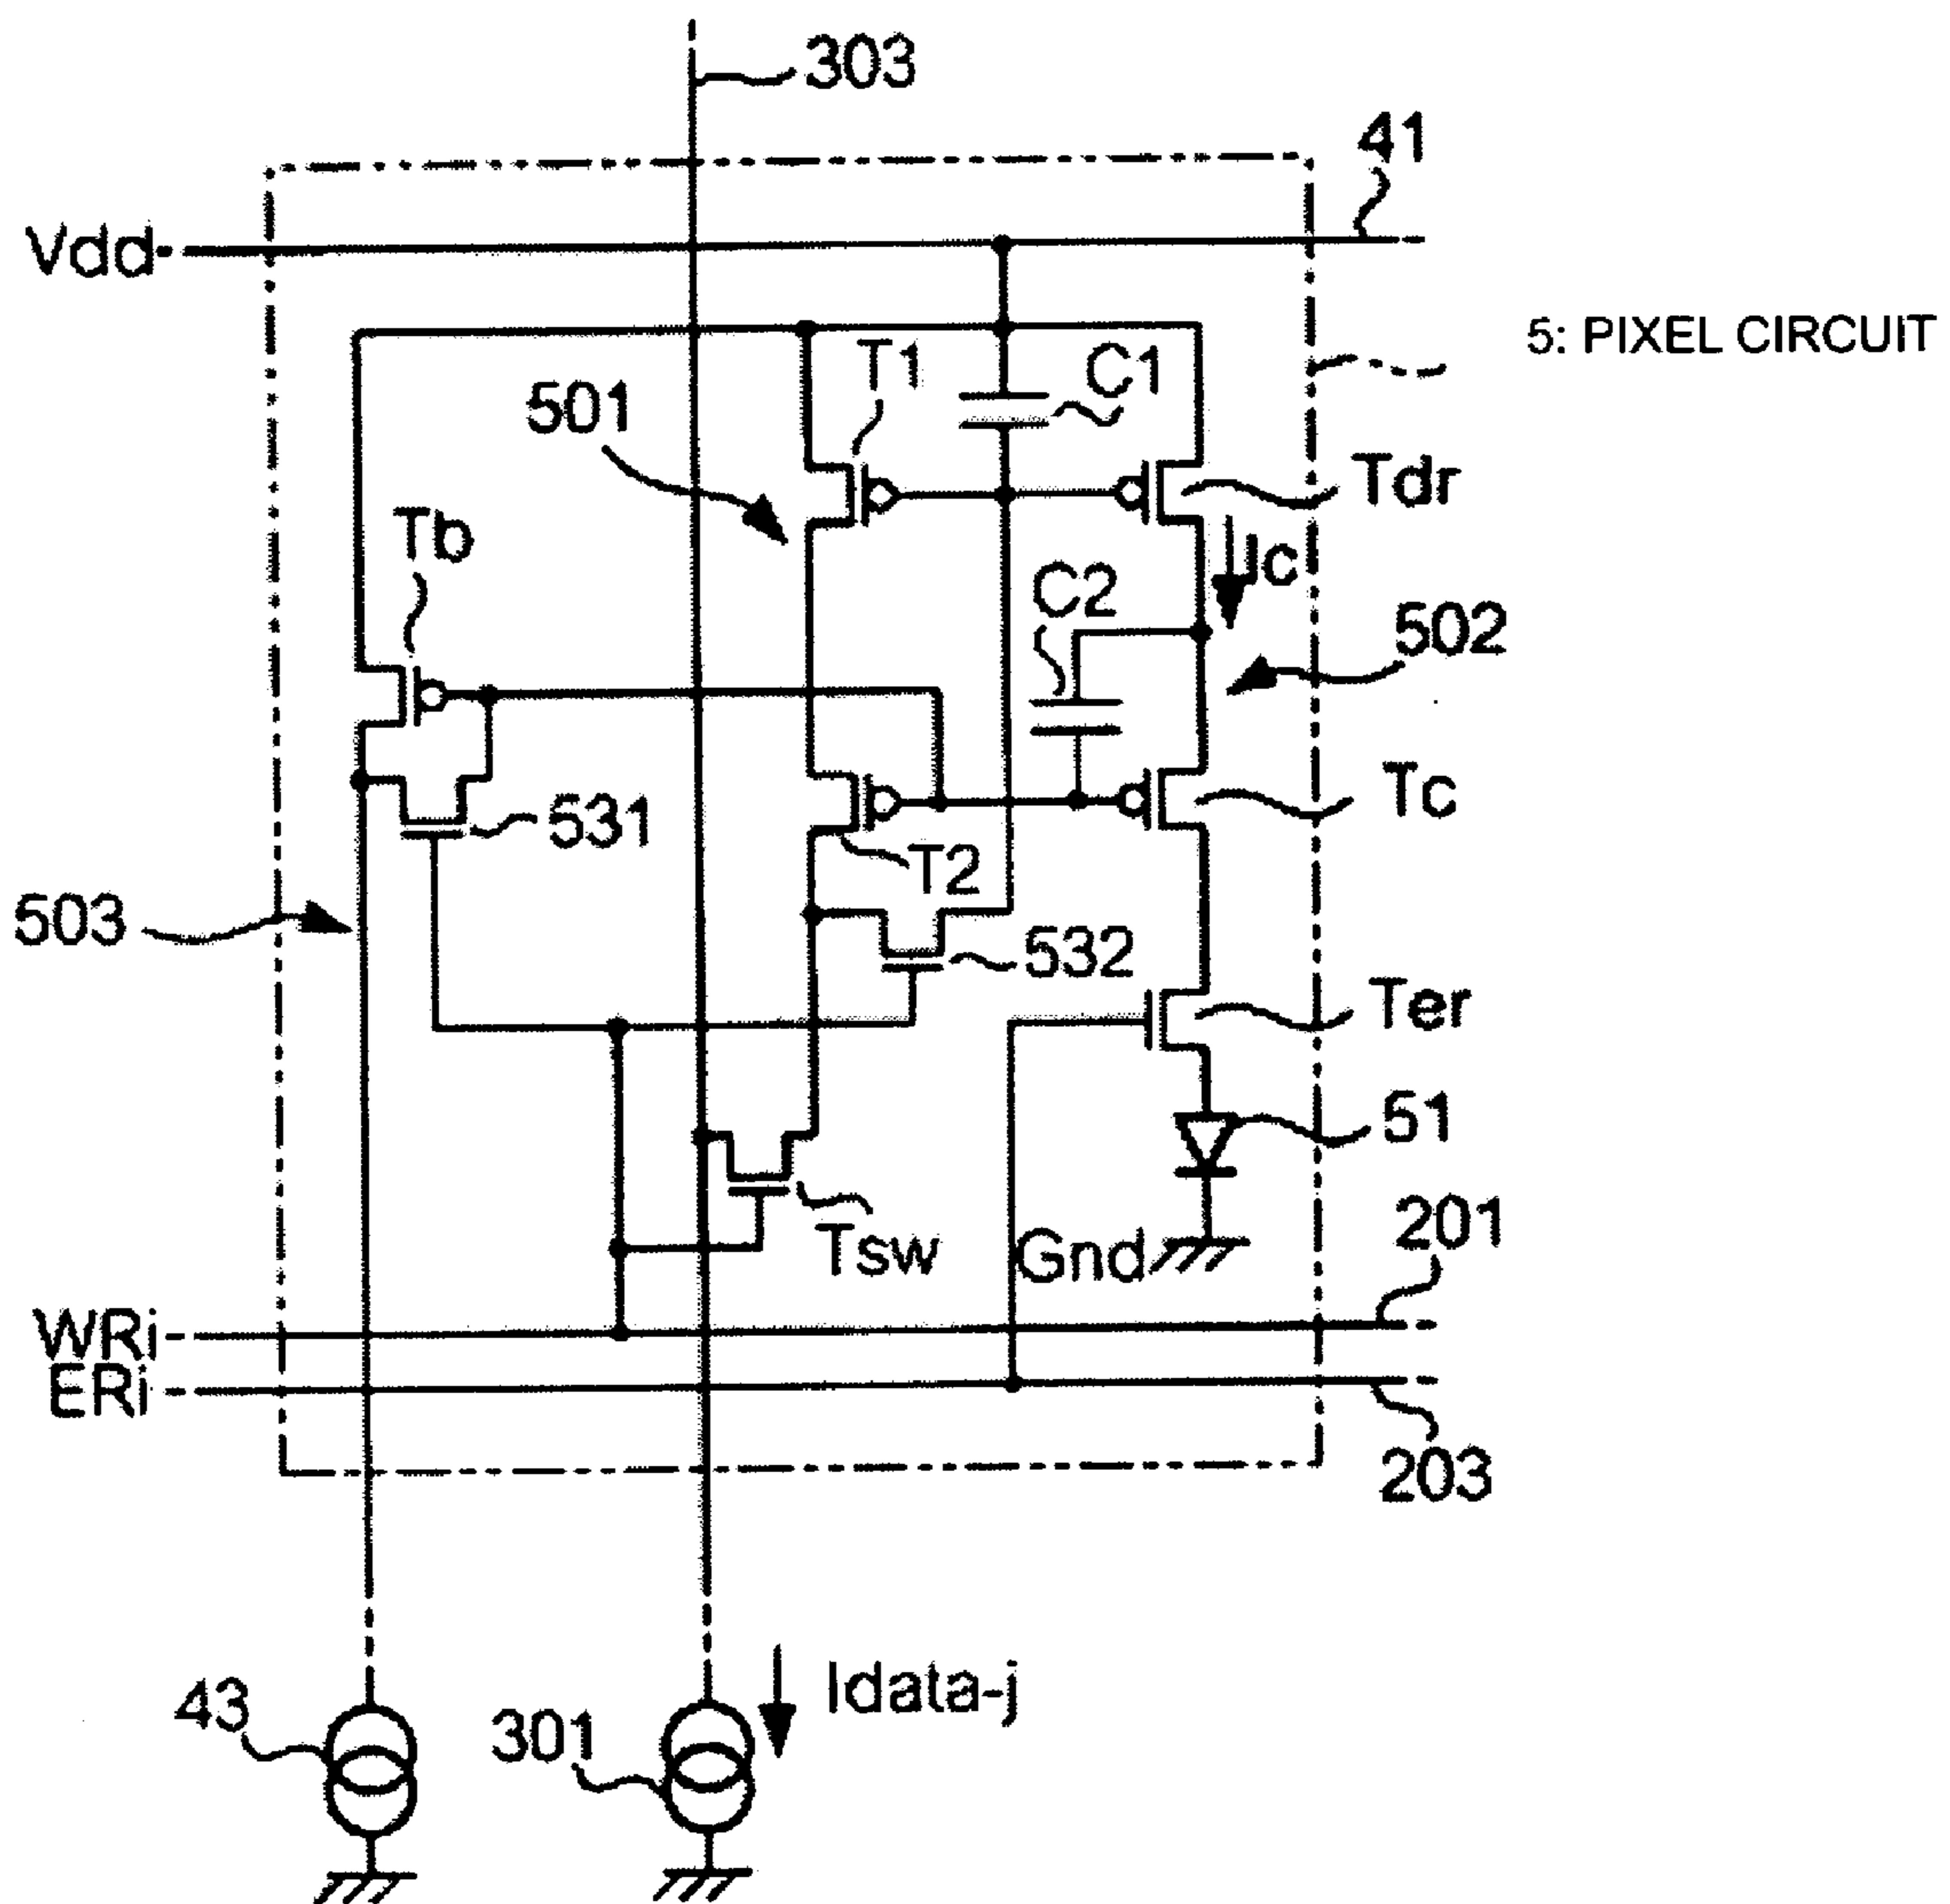 303
41
Vdd
5: PIXEL CIRCUIT
T1
C1
501
Tdr
Tb
Ic
C2
502
Tc
531
T2
503
532
Ter
51
201
Tsw
Gnd
WRi
ERi
203
43
301
Idata-j